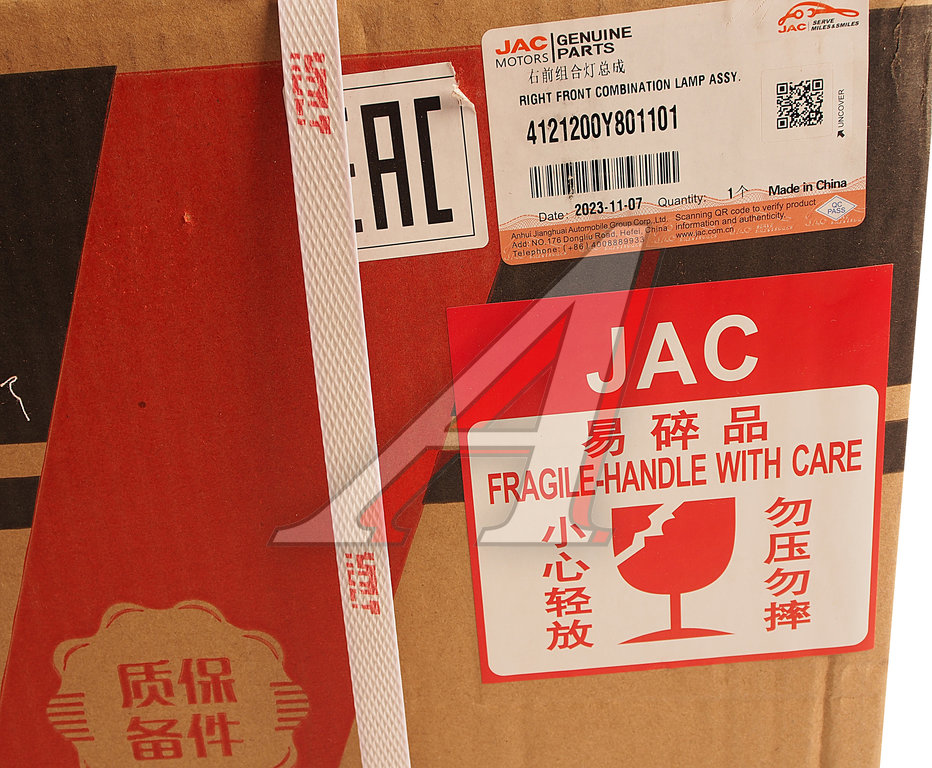 JAC
MOTORS
GENUINE
PARTS
JAC
SERVE
MILES & SMILES
右前组合灯总成
RIGHT FRONT COMBINATION LAMP ASSY.
4121200Y801101
UNCOVER
Date: 2023-11-07 Quantity: 1个 Made in China
Anhui Jianghuai Automobile Group Corp. Ltd.
Add: NO.176 Dongliu Road, Hefei, China
Telephone: (+86) 4008889933
Scanning QR code to verify product
information and authenticity.
www.jac.com.cn
QC
PASS
EAC
JAC
易碎品
FRAGILE-HANDLE WITH CARE
小心轻放
勿压勿摔
质保
备件